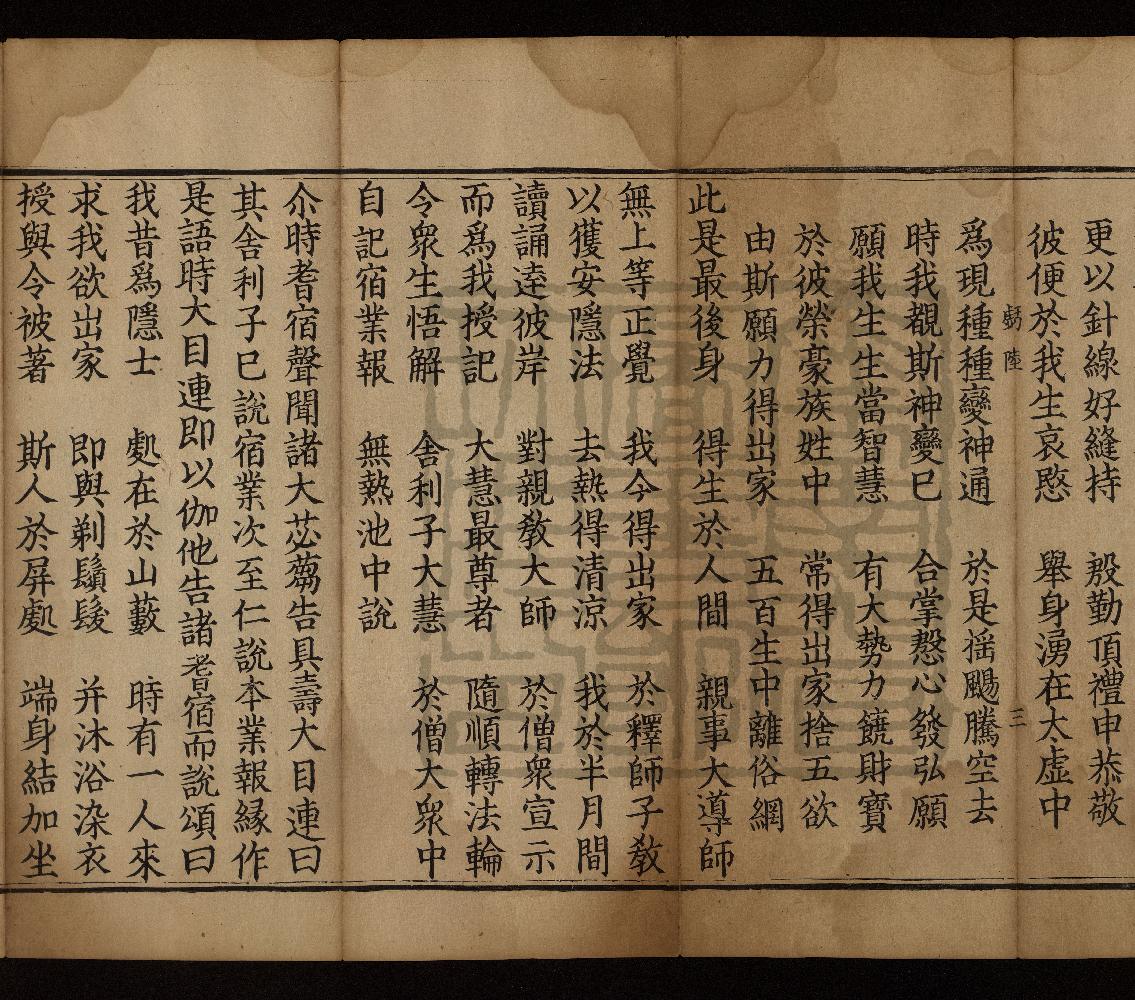 更以針線好縫持　殷勤頂禮申恭敬
彼便於我生哀愍　舉身湧在太虛中
陸　三
爲現種種變神通　於是揺颺騰空去
時我覩斯神變已　合掌慇心發弘願
願我生生當智慧　有大勢力饒財寶
於彼榮豪族姓中　常得出家捨五欲
由斯願力得出家　五百生中離俗網
此是最後身　得生於人間　親事大導師
無上等正覺　我今得出家　於釋師子敎
以獲安隱法　去熱得清涼　我於半月間
讀誦逹彼岸　對親敎大師　於僧衆宣示
而爲我授記　大慧最尊者　隨順轉法輪
令衆生悟解　舍利子大慧　於僧大衆中
自記宿業報　無熱池中說
尒時耆宿聲聞諸大苾蒭告具壽大目連曰
其舍利子已說宿業次至仁說本業報緣作
是語時大目連即以伽他告諸耆宿而說頌曰
我昔爲隱士　處在於山藪　時有一人來
求我欲出家　即與剃鬚髮　并沐浴染衣
授與令被著　斯人於屏處　端身結加坐